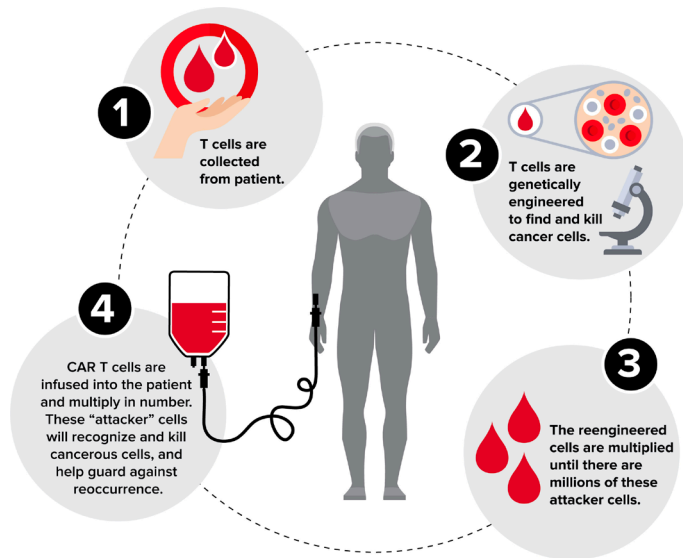 1
T cells are
collected
from patient.
2
T cells are
genetically
engineered
to find and kill
cancer cells.
3
The reengineered
cells are multiplied
until there are
millions of these
attacker cells.
4
CAR T cells are
infused into the patient
and multiply in number.
These “attacker” cells
will recognize and kill
cancerous cells, and
help guard against
reoccurrence.